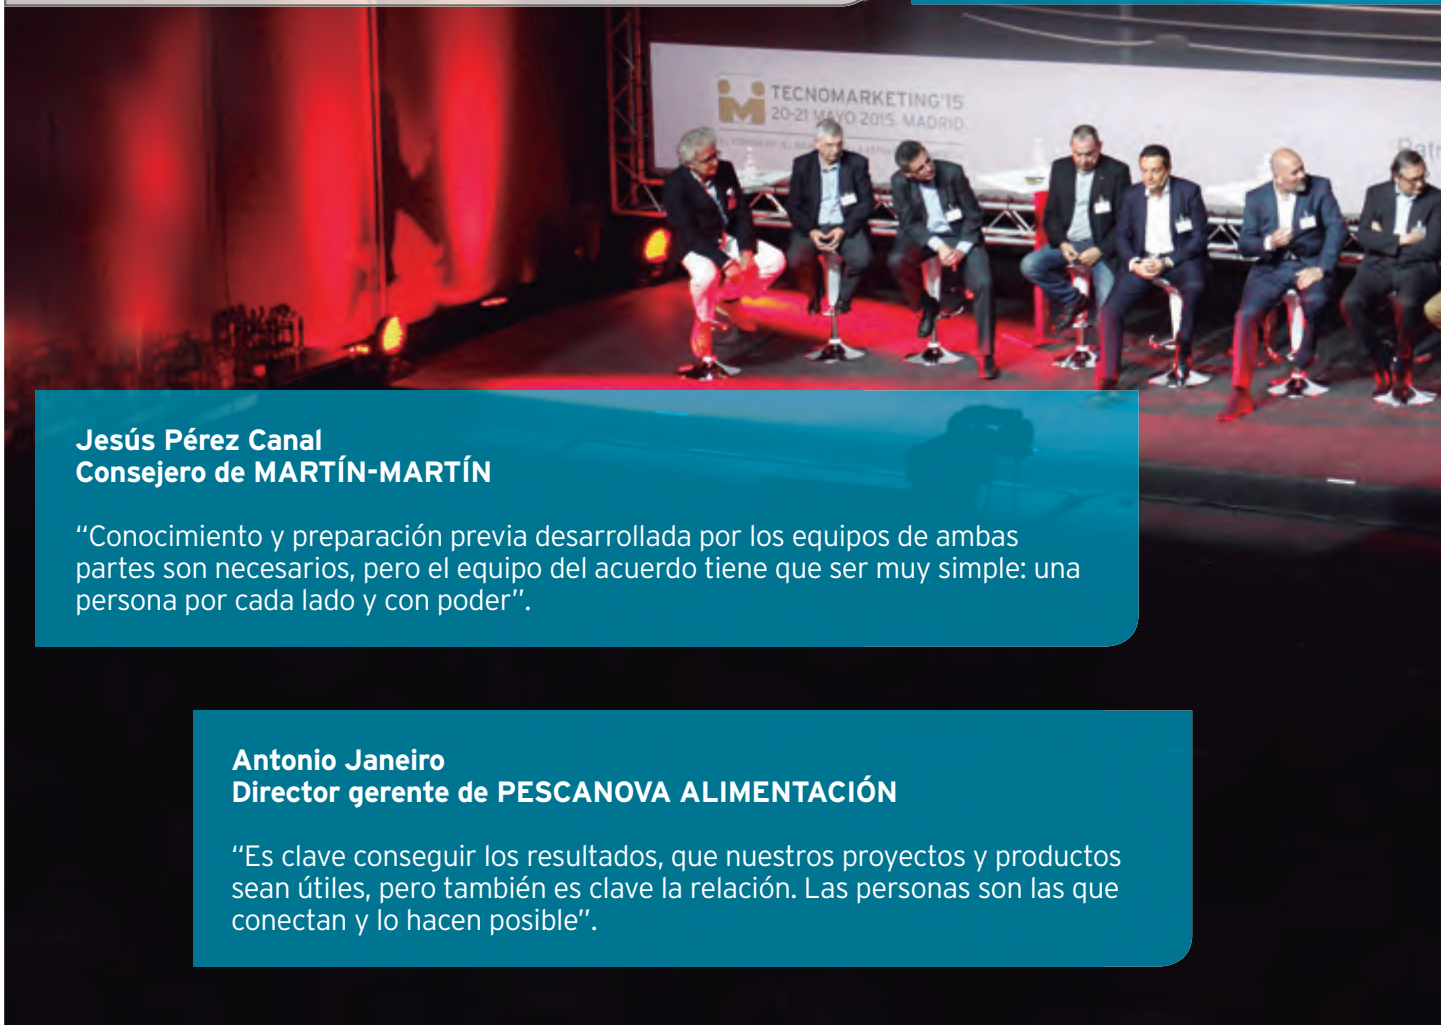 TECNOMARKETING'15
20-21 MAYO 2015. MADRID
Jesús Pérez Canal
Consejero de MARTÍN-MARTÍN
“Conocimiento y preparación previa desarrollada por los equipos de ambas
partes son necesarios, pero el equipo del acuerdo tiene que ser muy simple: una
persona por cada lado y con poder”.
Antonio Janeiro
Director gerente de PESCANOVA ALIMENTACIÓN
“Es clave conseguir los resultados, que nuestros proyectos y productos
sean útiles, pero también es clave la relación. Las personas son las que
conectan y lo hacen posible”.